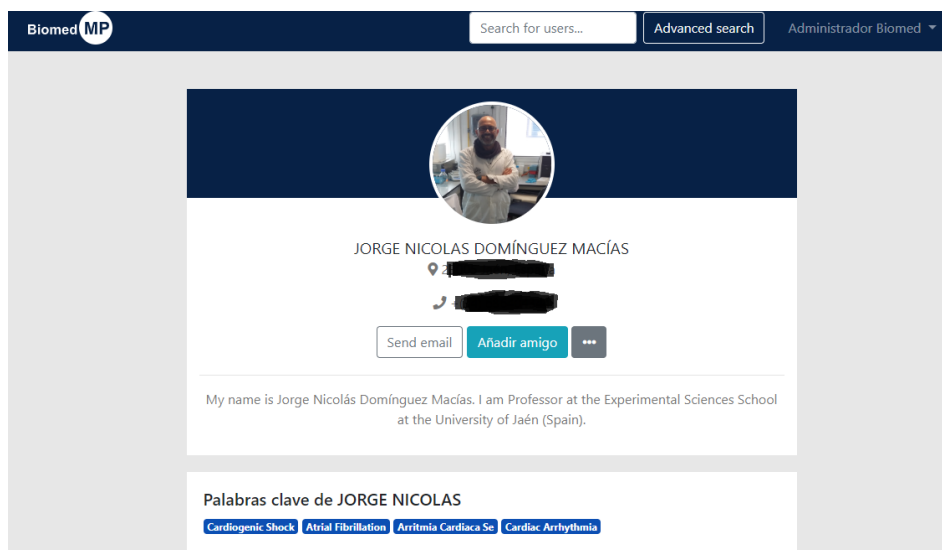 Biomed MP
Search for users...
Advanced search
Administrador Biomed
JORGE NICOLAS DOMÍNGUEZ MACÍAS
Send email
Añadir amigo
My name is Jorge Nicolás Domínguez Macías. I am Professor at the Experimental Sciences School
at the University of Jaén (Spain).
Palabras clave de JORGE NICOLAS
Cardiogenic Shock Atrial Fibrillation Arritmia Cardiaca Se Cardiac Arrhythmia